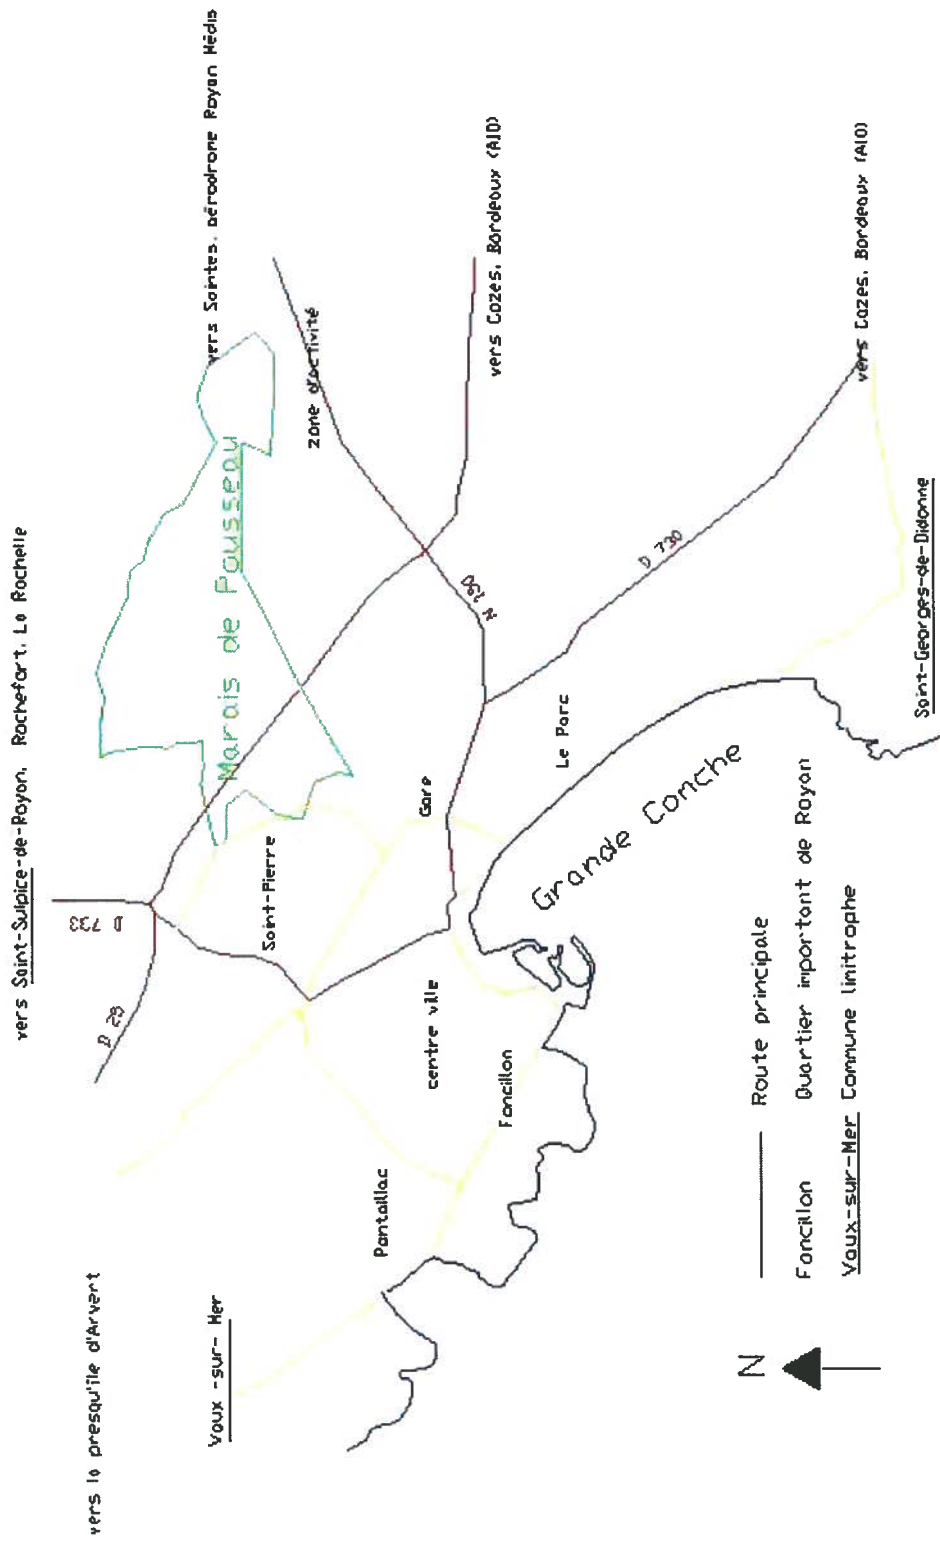 vers la presqu'ile d'Arvert
vers Saint-Sulpice-de-Royan, Rochefort, La Rochelle
D 733
D 25
Vaux -sur- Mer
Saint-Pierre
Marais de Pousseau
vers Saintes, aérodrome Royan Médis
zone d'activité
Pontaillac
centre ville
Gare
N 150
vers Cozes, Bordeaux (A10)
Foncillon
Le Parc
D 730
Grande Conche
vers Cozes, Bordeaux (A10)
Saint-Georges-de-Didonne
N
Route principale
Foncillon Quartier important de Royan
Vaux-sur-Mer Commune limitrophe